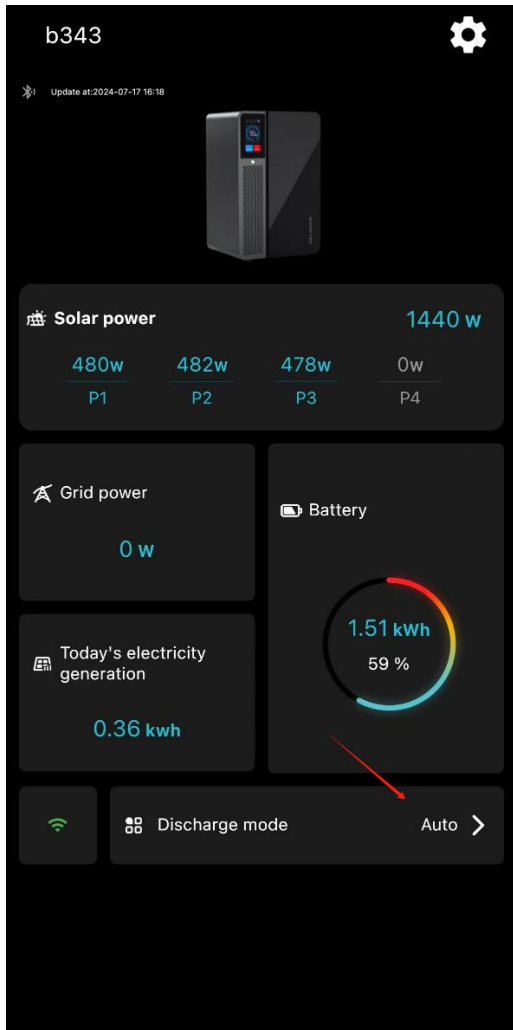 b343
Update at:2024-07-17 16:18
Solar power
1440 w
480w 482w 478w 0w
P1 P2 P3 P4
Grid power
0 w
Battery
1.51 kWh
59 %
Today's electricity
generation
0.36 kwh
Discharge mode
Auto